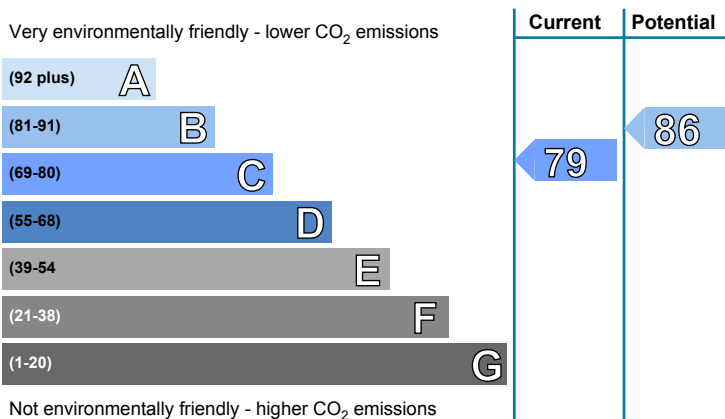 Very environmentally friendly - lower CO2 emissions
Current
Potential
(92 plus) A
(81-91) B
(69-80) C
(55-68) D
(39-54 E
(21-38) F
(1-20) G
79
86
Not environmentally friendly - higher CO2 emissions